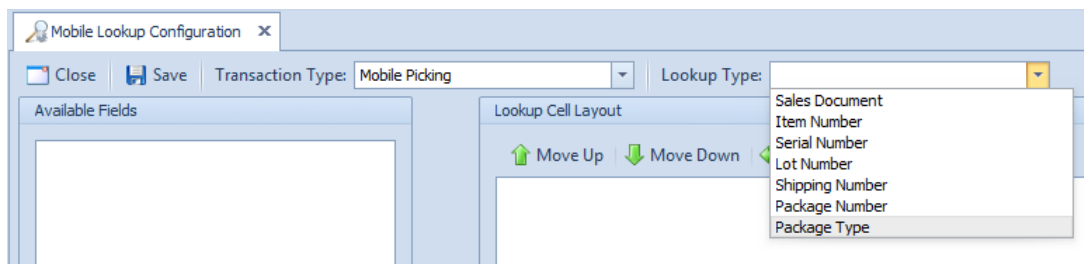 Mobile Lookup Configuration X
Close Save Transaction Type: Mobile Picking Lookup Type:
Available Fields Lookup Cell Layout
Move Up Move Down
Sales Document
Item Number
Serial Number
Lot Number
Shipping Number
Package Number
Package Type